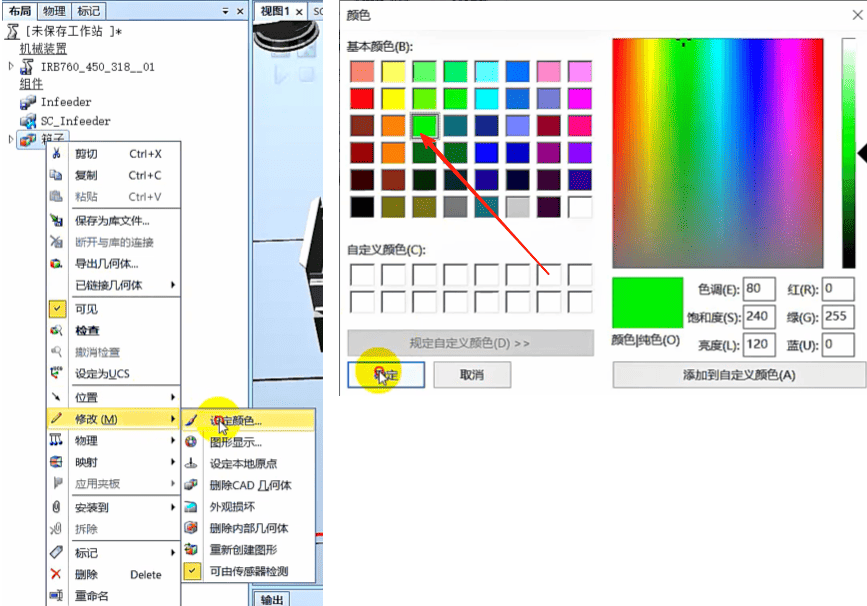 布局 物理 标记
视图1 SC
[未保存工作站 ]*
机械装置
IRB760_450_318__01
组件
Infeeder
SC_Infeeder
箱子
剪切 Ctrl+X
复制 Ctrl+C
粘贴 Ctrl+V
保存为库文件...
断开与库的连接
导出几何体...
已链接几何体
可见
检查
撤消检查
设定为UCS
位置
修改 (M)
物理
映射
应用夹板
安装到
拆除
标记
删除 Delete
重命名
设定颜色...
图形显示...
设定本地原点
删除CAD 几何体
外观损坏
删除内部几何体
重新创建图形
可由传感器检测
输出
颜色
基本颜色(B):
自定义颜色(C):
规定自定义颜色(D) >>
确定 取消
颜色|纯色(O)
色调(E): 80 红(R): 0
饱和度(S): 240 绿(G): 255
亮度(L): 120 蓝(U): 0
添加到自定义颜色(A)